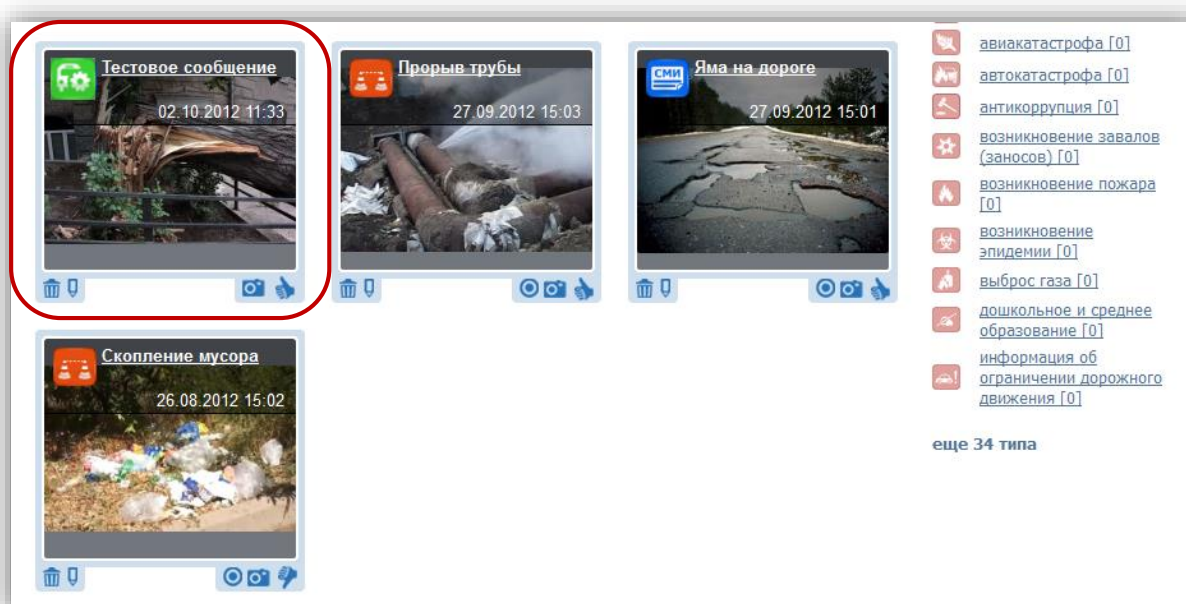 Тестовое сообщение
02.10.2012 11:33
Прорыв трубы
27.09.2012 15:03
СМИ
Яма на дороге
27.09.2012 15:01
Скопление мусора
26.08.2012 15:02
авиакатастрофа [0]
автокатастрофа [0]
антикоррупция [0]
возникновение завалов
(заносов) [0]
возникновение пожара
[0]
возникновение
эпидемии [0]
выброс газа [0]
дошкольное и среднее
образование [0]
информация об
ограничении дорожного
движения [0]
еще 34 типа